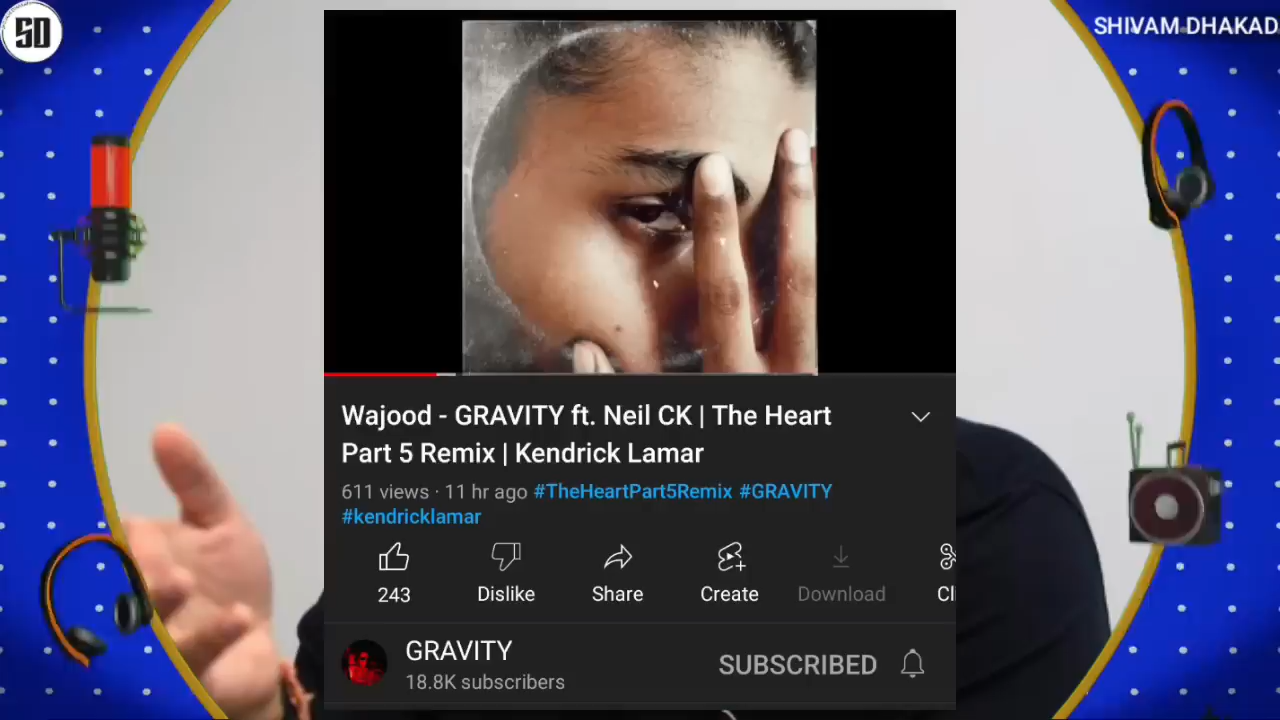 SD
SHIVAM DHAKAD
Wajood - GRAVITY ft. Neil CK | The Heart
Part 5 Remix | Kendrick Lamar
611 views · 11 hr ago #TheHeartPart5Remix #GRAVITY
#kendricklamar
243 Dislike Share Create Download Cl
GRAVITY
18.8K subscribers
SUBSCRIBED